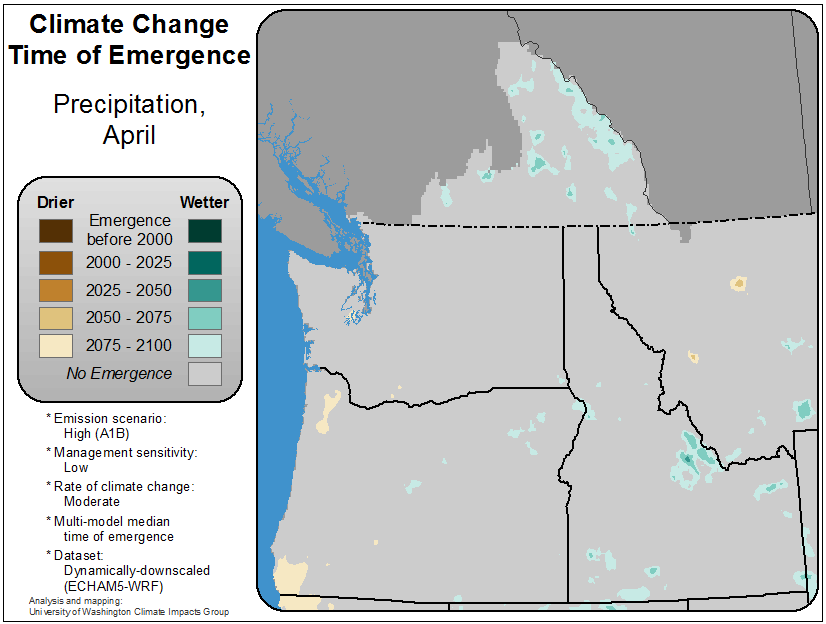 Climate Change
Time of Emergence
Precipitation,
April
Drier Wetter
Emergence
before 2000
2000 - 2025
2025 - 2050
2050 - 2075
2075 - 2100
No Emergence
* Emission scenario:
High (A1B)
* Management sensitivity:
Low
* Rate of climate change:
Moderate
* Multi-model median
time of emergence
* Dataset:
Dynamically-downscaled
(ECHAM5-WRF)
Analysis and mapping:
University of Washington Climate Impacts Group